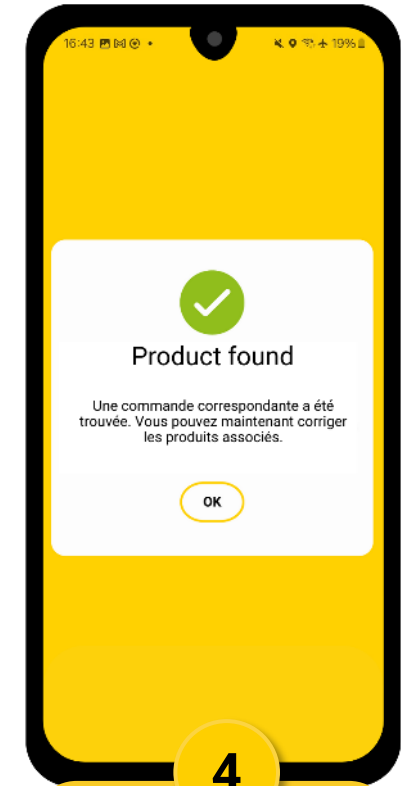 16:43 19%
Product found
Une commande correspondante a été
trouvée. Vous pouvez maintenant corriger
les produits associés.
OK
4